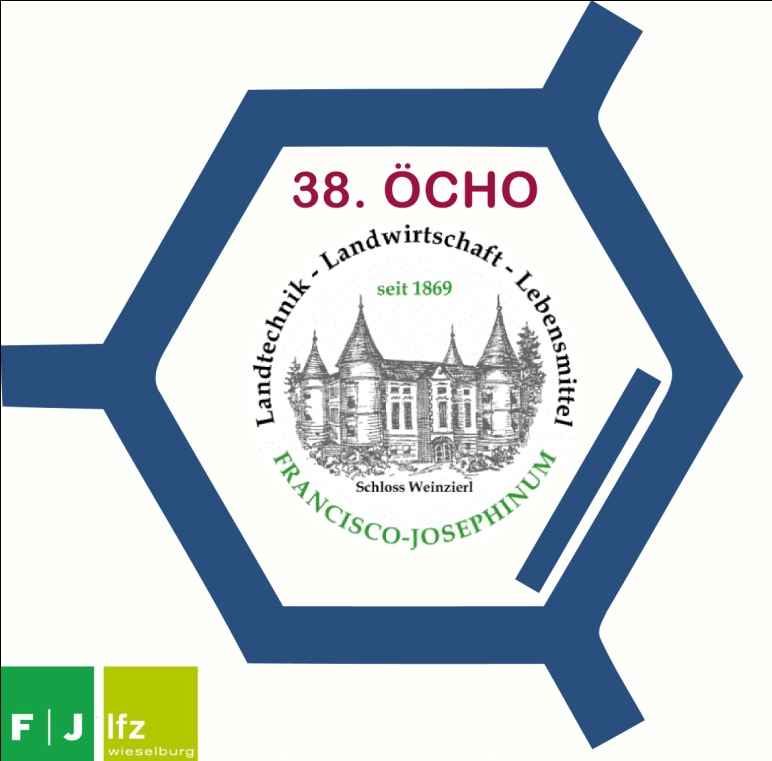 38. ÖCHO
Landtechnik - Landwirtschaft - Lebensmittel
seit 1869
Schloss Weinzierl
FRANCISCO-JOSEPHINUM
F|J lfz
wieselburg